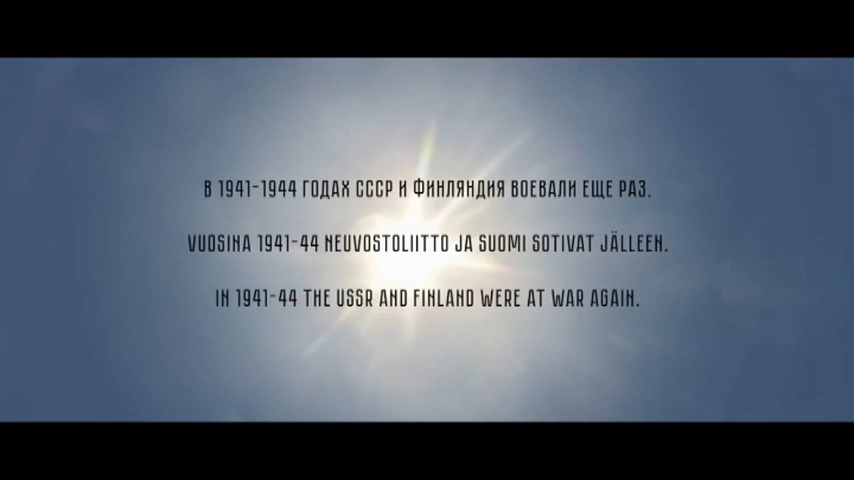 В 1941-1944 ГОДАХ СССР И ФИНЛЯНДИЯ ВОЕВАЛИ ЕЩЕ РАЗ.
VUOSINA 1941-44 NEUVOSTOLIITTO JA SUOMI SOTIVAT JÄLLEEN.
IN 1941-44 THE USSR AND FINLAND WERE AT WAR AGAIN.